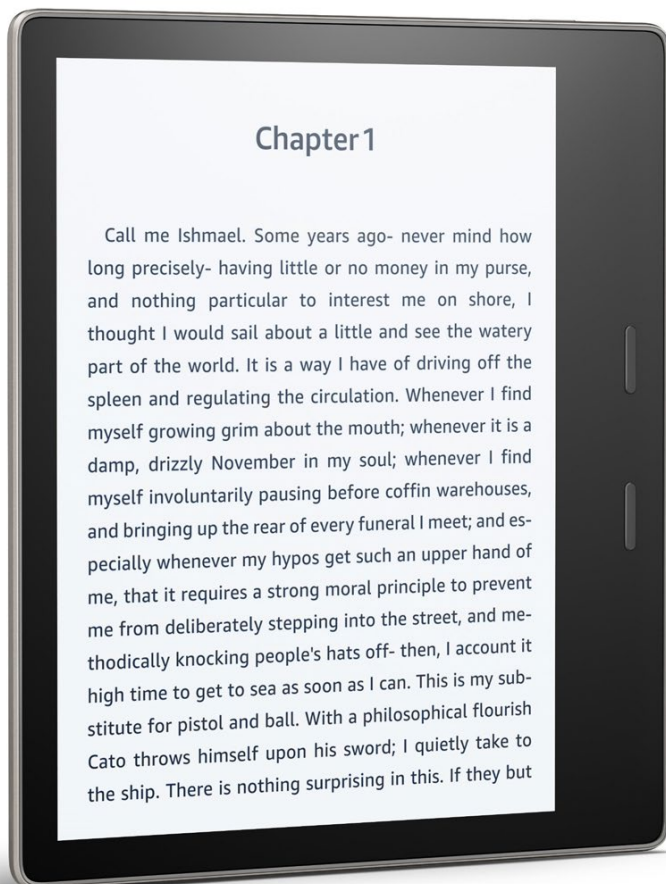 Chapter 1
Call me Ishmael. Some years ago- never mind how
long precisely- having little or no money in my purse,
and nothing particular to interest me on shore, I
thought I would sail about a little and see the watery
part of the world. It is a way I have of driving off the
spleen and regulating the circulation. Whenever I find
myself growing grim about the mouth; whenever it is a
damp, drizzly November in my soul; whenever I find
myself involuntarily pausing before coffin warehouses,
and bringing up the rear of every funeral I meet; and es-
pecially whenever my hypos get such an upper hand of
me, that it requires a strong moral principle to prevent
me from deliberately stepping into the street, and me-
thodically knocking people's hats off- then, I account it
high time to get to sea as soon as I can. This is my sub-
stitute for pistol and ball. With a philosophical flourish
Cato throws himself upon his sword; I quietly take to
the ship. There is nothing surprising in this. If they but